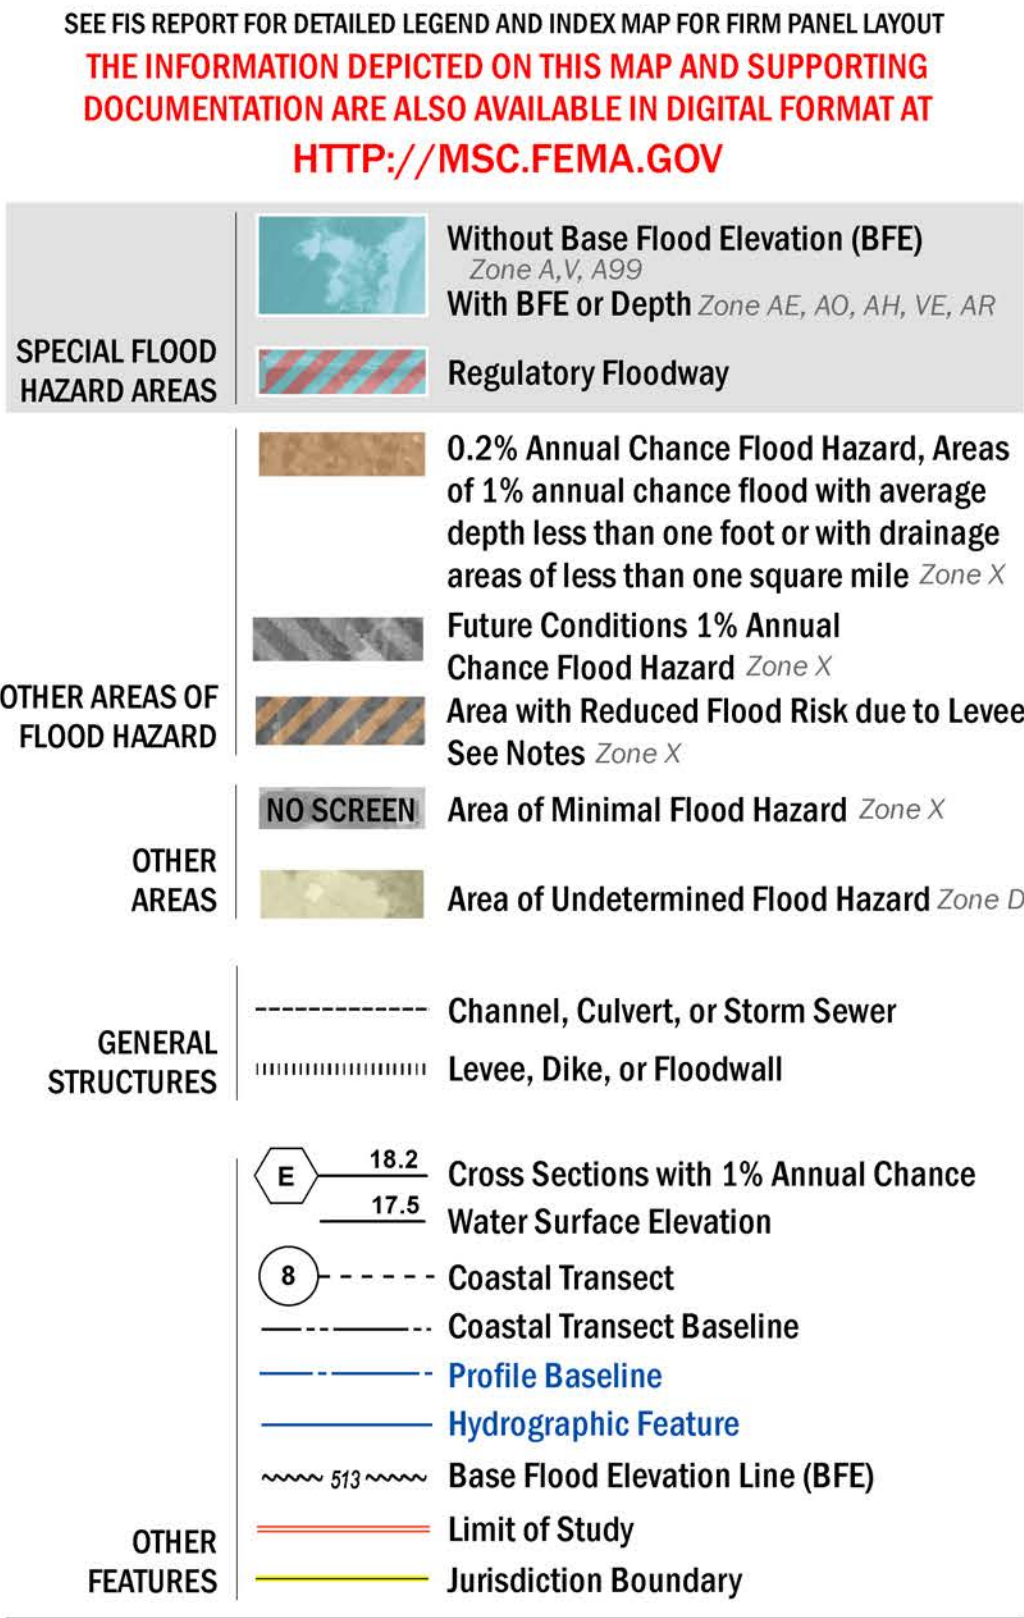 SEE FIS REPORT FOR DETAILED LEGEND AND INDEX MAP FOR FIRM PANEL LAYOUT
THE INFORMATION DEPICTED ON THIS MAP AND SUPPORTING
DOCUMENTATION ARE ALSO AVAILABLE IN DIGITAL FORMAT AT
HTTP://MSC.FEMA.GOV
SPECIAL FLOOD
HAZARD AREAS
Without Base Flood Elevation (BFE)
Zone A,V, A99
With BFE or Depth Zone AE, AO, AH, VE, AR
Regulatory Floodway
OTHER AREAS OF
FLOOD HAZARD
0.2% Annual Chance Flood Hazard, Areas
of 1% annual chance flood with average
depth less than one foot or with drainage
areas of less than one square mile Zone X
Future Conditions 1% Annual
Chance Flood Hazard Zone X
Area with Reduced Flood Risk due to Levee
See Notes Zone X
OTHER
AREAS
NO SCREEN Area of Minimal Flood Hazard Zone X
Area of Undetermined Flood Hazard Zone D
GENERAL
STRUCTURES
Channel, Culvert, or Storm Sewer
Levee, Dike, or Floodwall
OTHER
FEATURES
E 18.2 Cross Sections with 1% Annual Chance
17.5 Water Surface Elevation
8 Coastal Transect
Coastal Transect Baseline
Profile Baseline
Hydrographic Feature
513 Base Flood Elevation Line (BFE)
Limit of Study
Jurisdiction Boundary